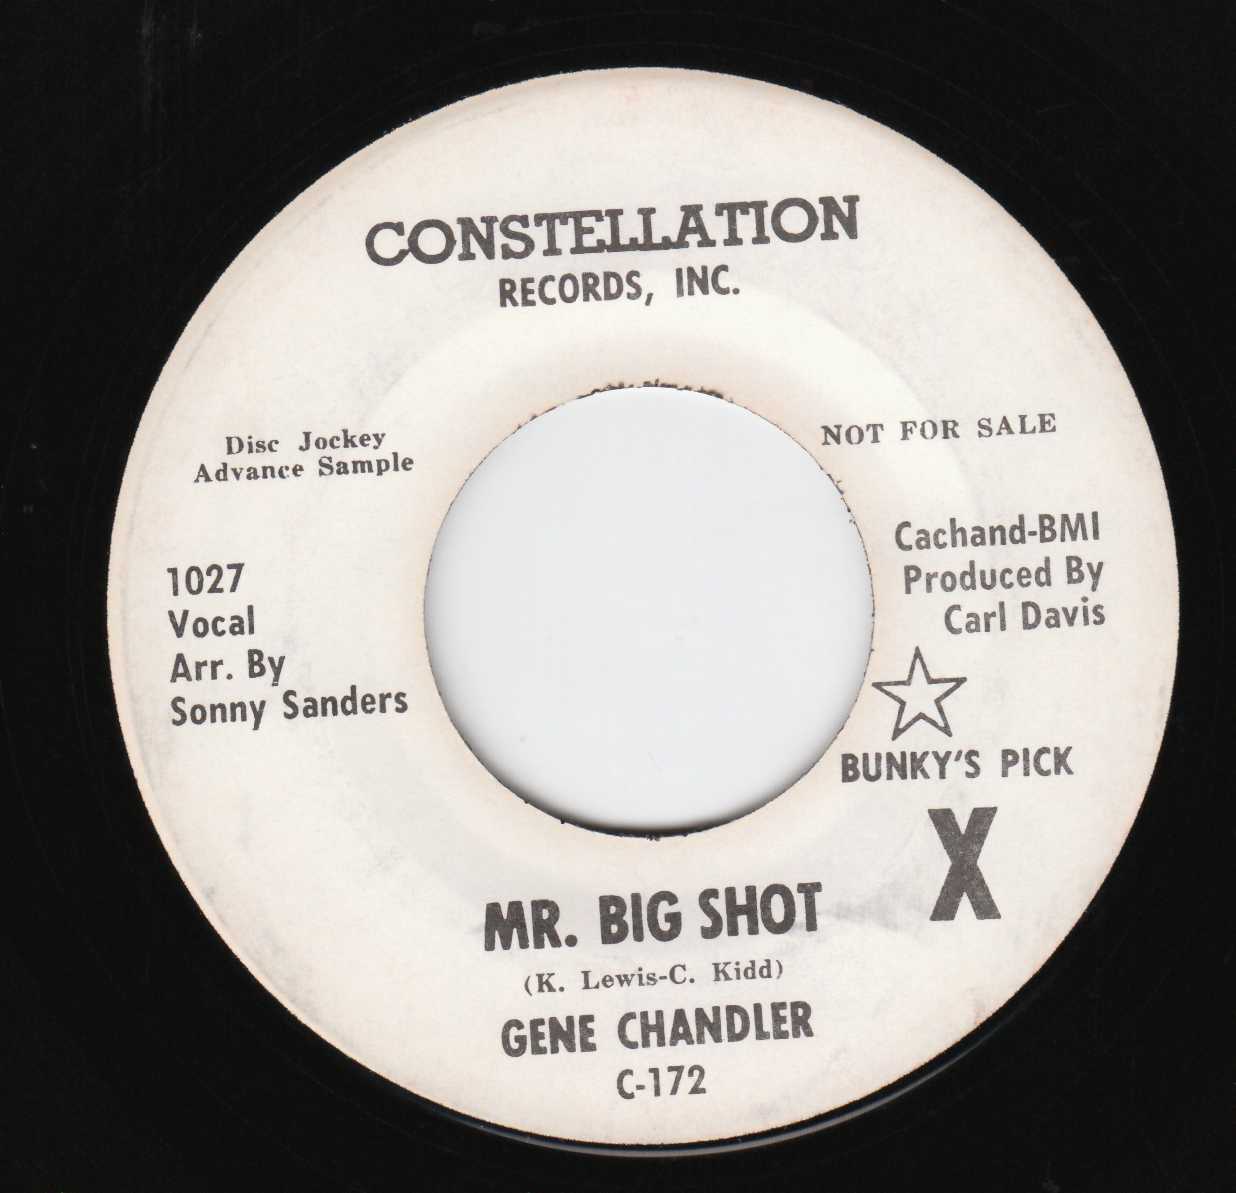 CONSTELLATION
RECORDS, INC.
Disc Jockey
Advance Sample
NOT FOR SALE
1027
Vocal
Arr. By
Sonny Sanders
Cachand-BMI
Produced By
Carl Davis
BUNKY'S PICK
X
MR. BIG SHOT
(K. Lewis-C. Kidd)
GENE CHANDLER
C-172